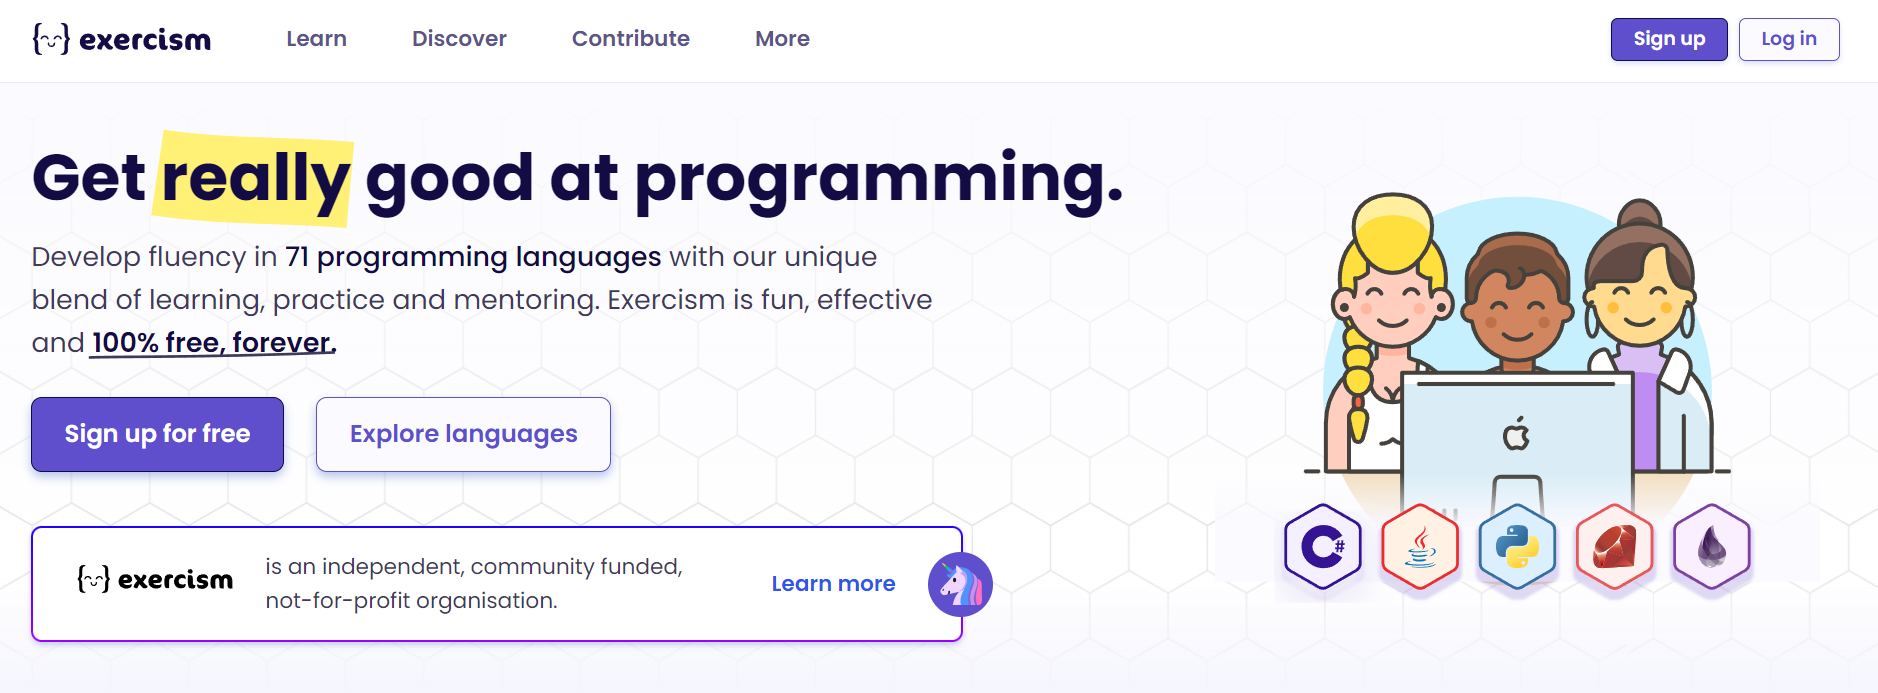 exercism
Learn
Discover
Contribute
More
Sign up
Log in
Get really good at programming.
Develop fluency in 71 programming languages with our unique
blend of learning, practice and mentoring. Exercism is fun, effective
and 100% free, forever.
Sign up for free
Explore languages
exercism
is an independent, community funded,
not-for-profit organisation.
Learn more
C#